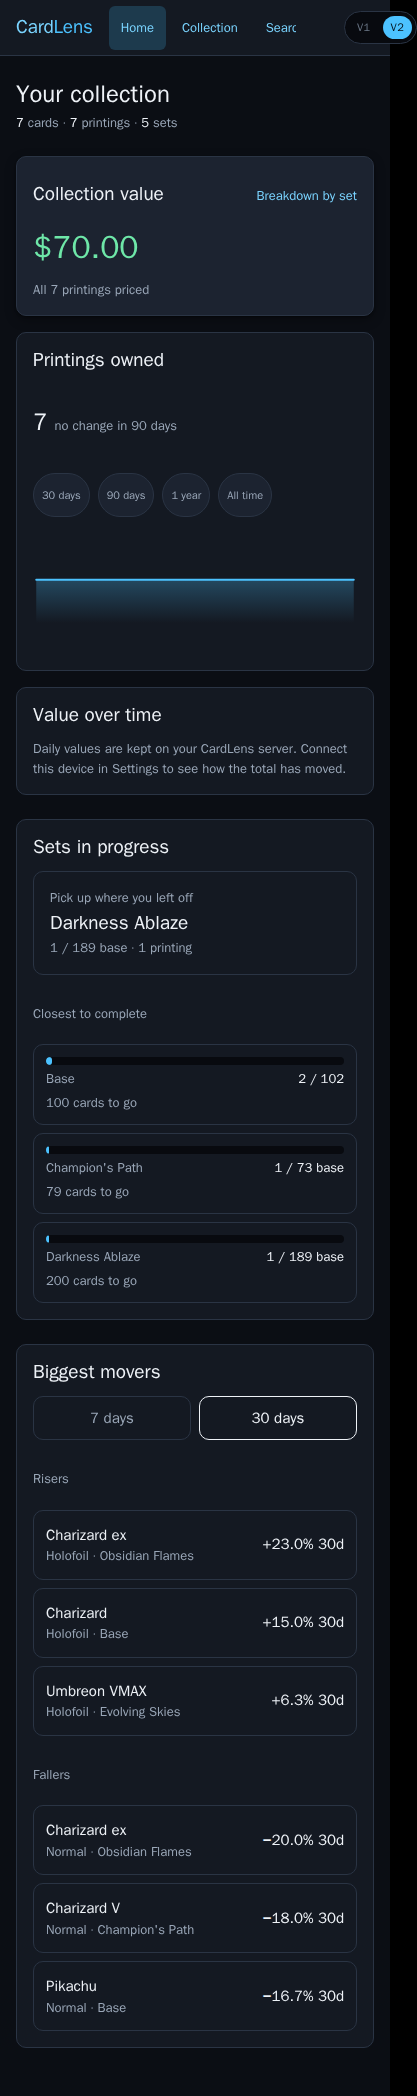 CardLens Home Collection Searc V1 V2
Your collection
7 cards · 7 printings · 5 sets
Collection value Breakdown by set
$70.00
All 7 printings priced
Printings owned
7 no change in 90 days
30 days 90 days 1 year All time
Value over time
Daily values are kept on your CardLens server. Connect
this device in Settings to see how the total has moved.
Sets in progress
Pick up where you left off
Darkness Ablaze
1 / 189 base · 1 printing
Closest to complete
Base 2 / 102
100 cards to go
Champion's Path 1 / 73 base
79 cards to go
Darkness Ablaze 1 / 189 base
200 cards to go
Biggest movers
7 days 30 days
Risers
Charizard ex
Holofoil · Obsidian Flames
+23.0% 30d
Charizard
Holofoil · Base
+15.0% 30d
Umbreon VMAX
Holofoil · Evolving Skies
+6.3% 30d
Fallers
Charizard ex
Normal · Obsidian Flames
−20.0% 30d
Charizard V
Normal · Champion's Path
−18.0% 30d
Pikachu
Normal · Base
−16.7% 30d